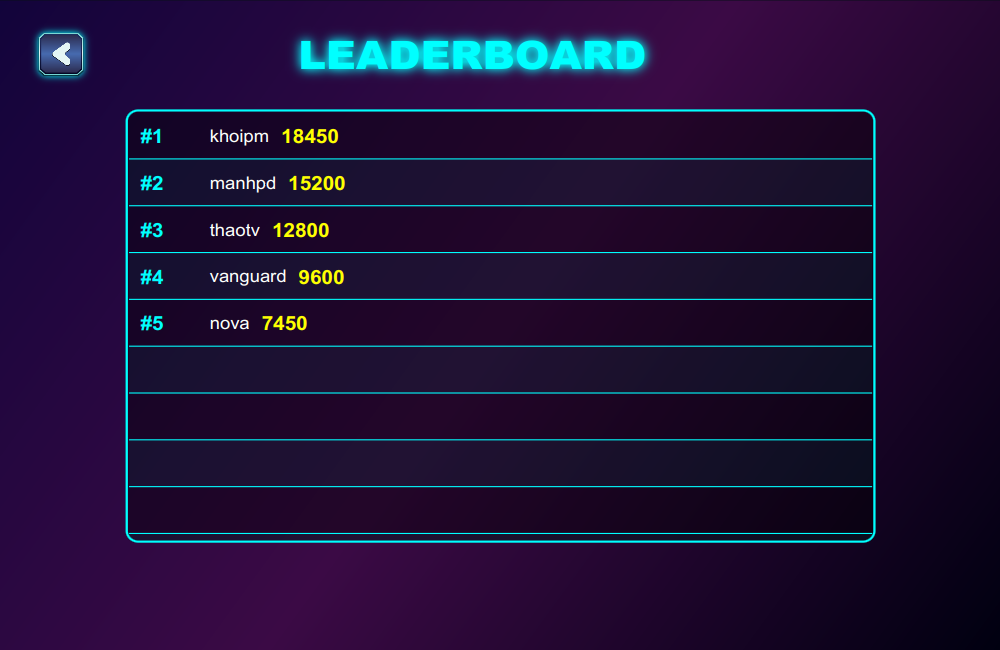 LEADERBOARD
#1 khoipm 18450
#2 manhpd 15200
#3 thaotv 12800
#4 vanguard 9600
#5 nova 7450